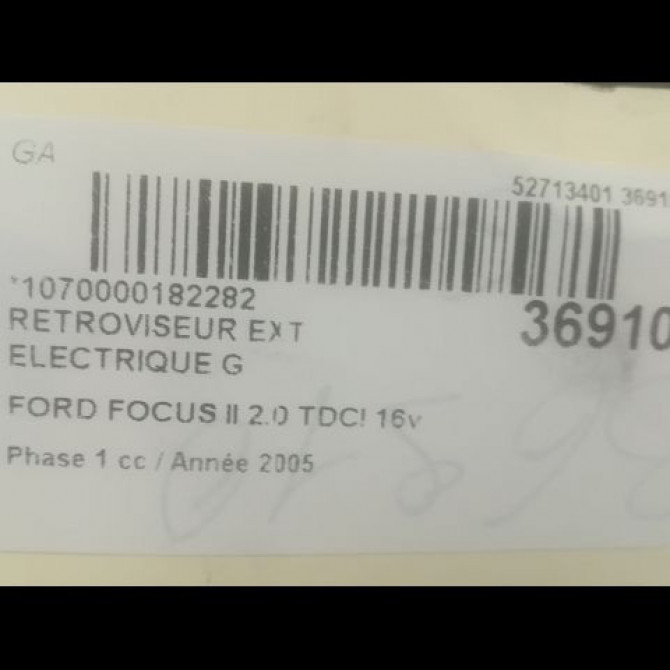 GA
52713401 3691
*1070000182282
36910
RETROVISEUR EXT
ELECTRIQUE G
FORD FOCUS II 2.0 TDCI 16v
Phase 1 cc / Année 2005